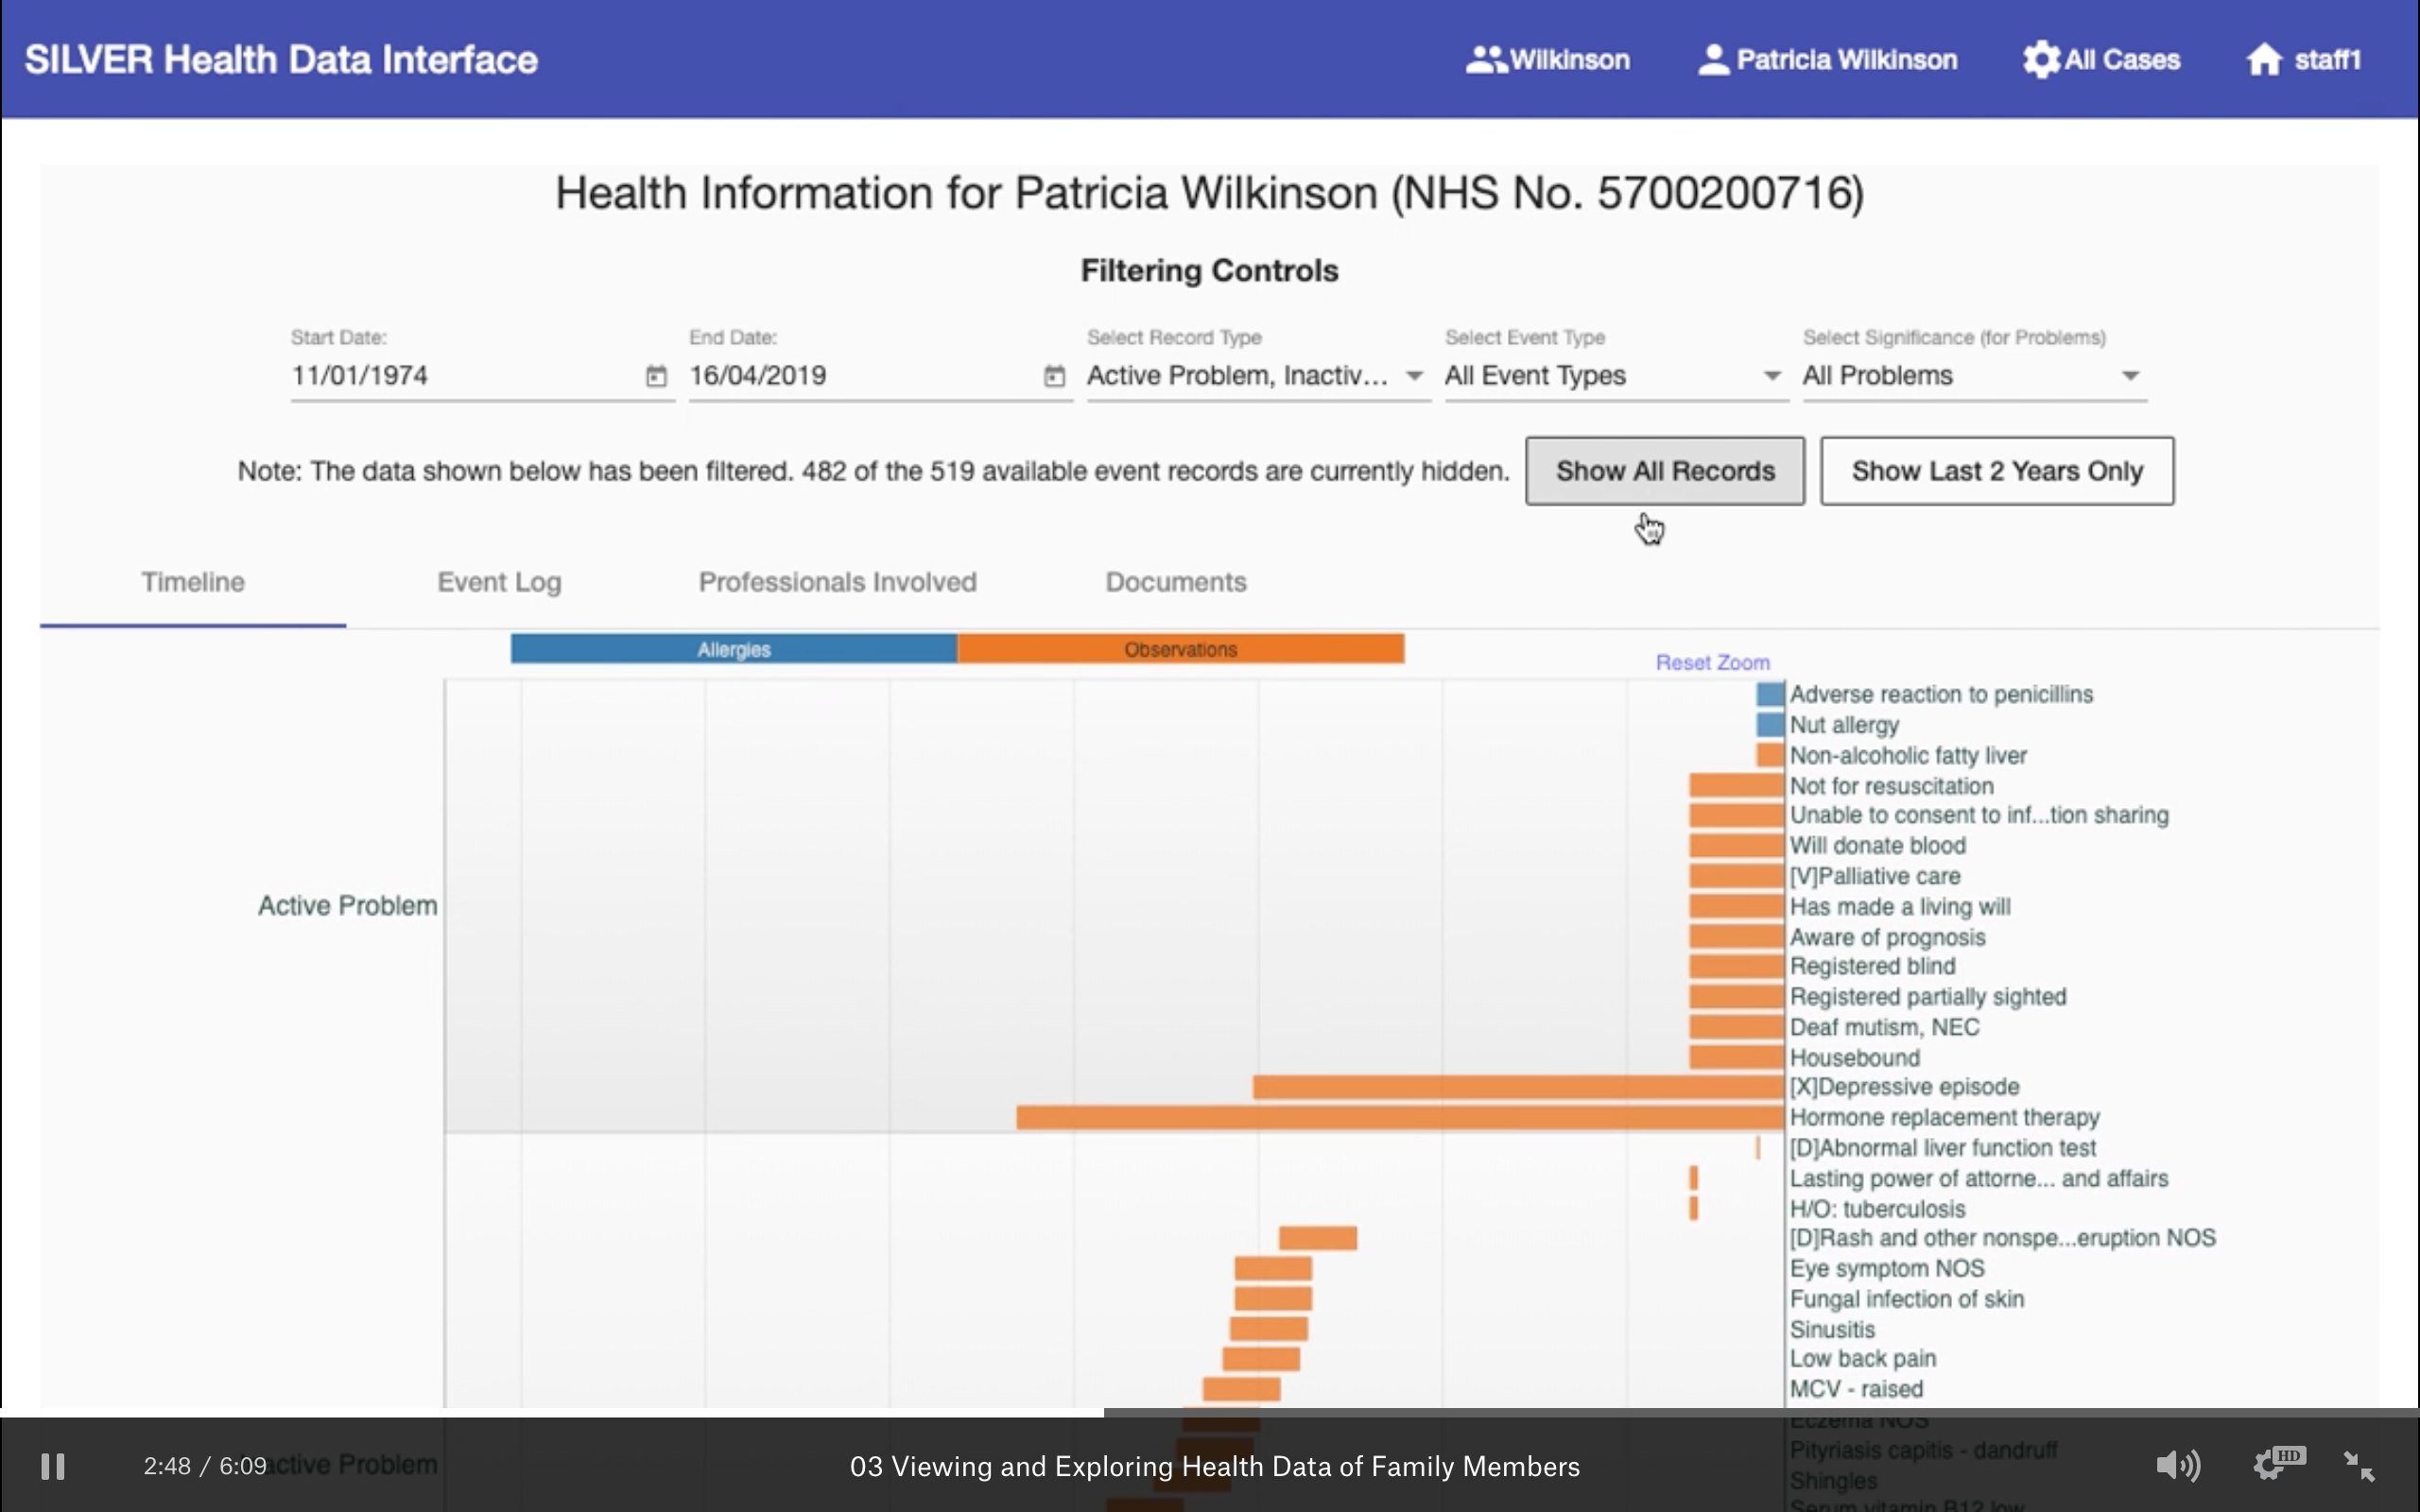 SILVER Health Data Interface
Wilkinson
Patricia Wilkinson
All Cases
staff1
Health Information for Patricia Wilkinson (NHS No. 5700200716)
Filtering Controls
Start Date:
11/01/1974
End Date:
16/04/2019
Select Record Type
Active Problem, Inactiv...
Select Event Type
All Event Types
Select Significance (for Problems)
All Problems
Note: The data shown below has been filtered. 482 of the 519 available event records are currently hidden.
Show All Records
Show Last 2 Years Only
Timeline
Event Log
Professionals Involved
Documents
Allergies
Observations
Reset Zoom
Active Problem
Adverse reaction to penicillins
Nut allergy
Non-alcoholic fatty liver
Not for resuscitation
Unable to consent to inf...tion sharing
Will donate blood
[V]Palliative care
Has made a living will
Aware of prognosis
Registered blind
Registered partially sighted
Deaf mutism, NEC
Housebound
[X]Depressive episode
Hormone replacement therapy
[D]Abnormal liver function test
Lasting power of attorne... and affairs
H/O: tuberculosis
[D]Rash and other nonspe...eruption NOS
Eye symptom NOS
Fungal infection of skin
Sinusitis
Low back pain
MCV - raised
Eczema NOS
Pityriasis capitis - dandruff
Shingles
Serum vitamin B12 low
2:48 / 6:09
active Problem
03 Viewing and Exploring Health Data of Family Members
HD